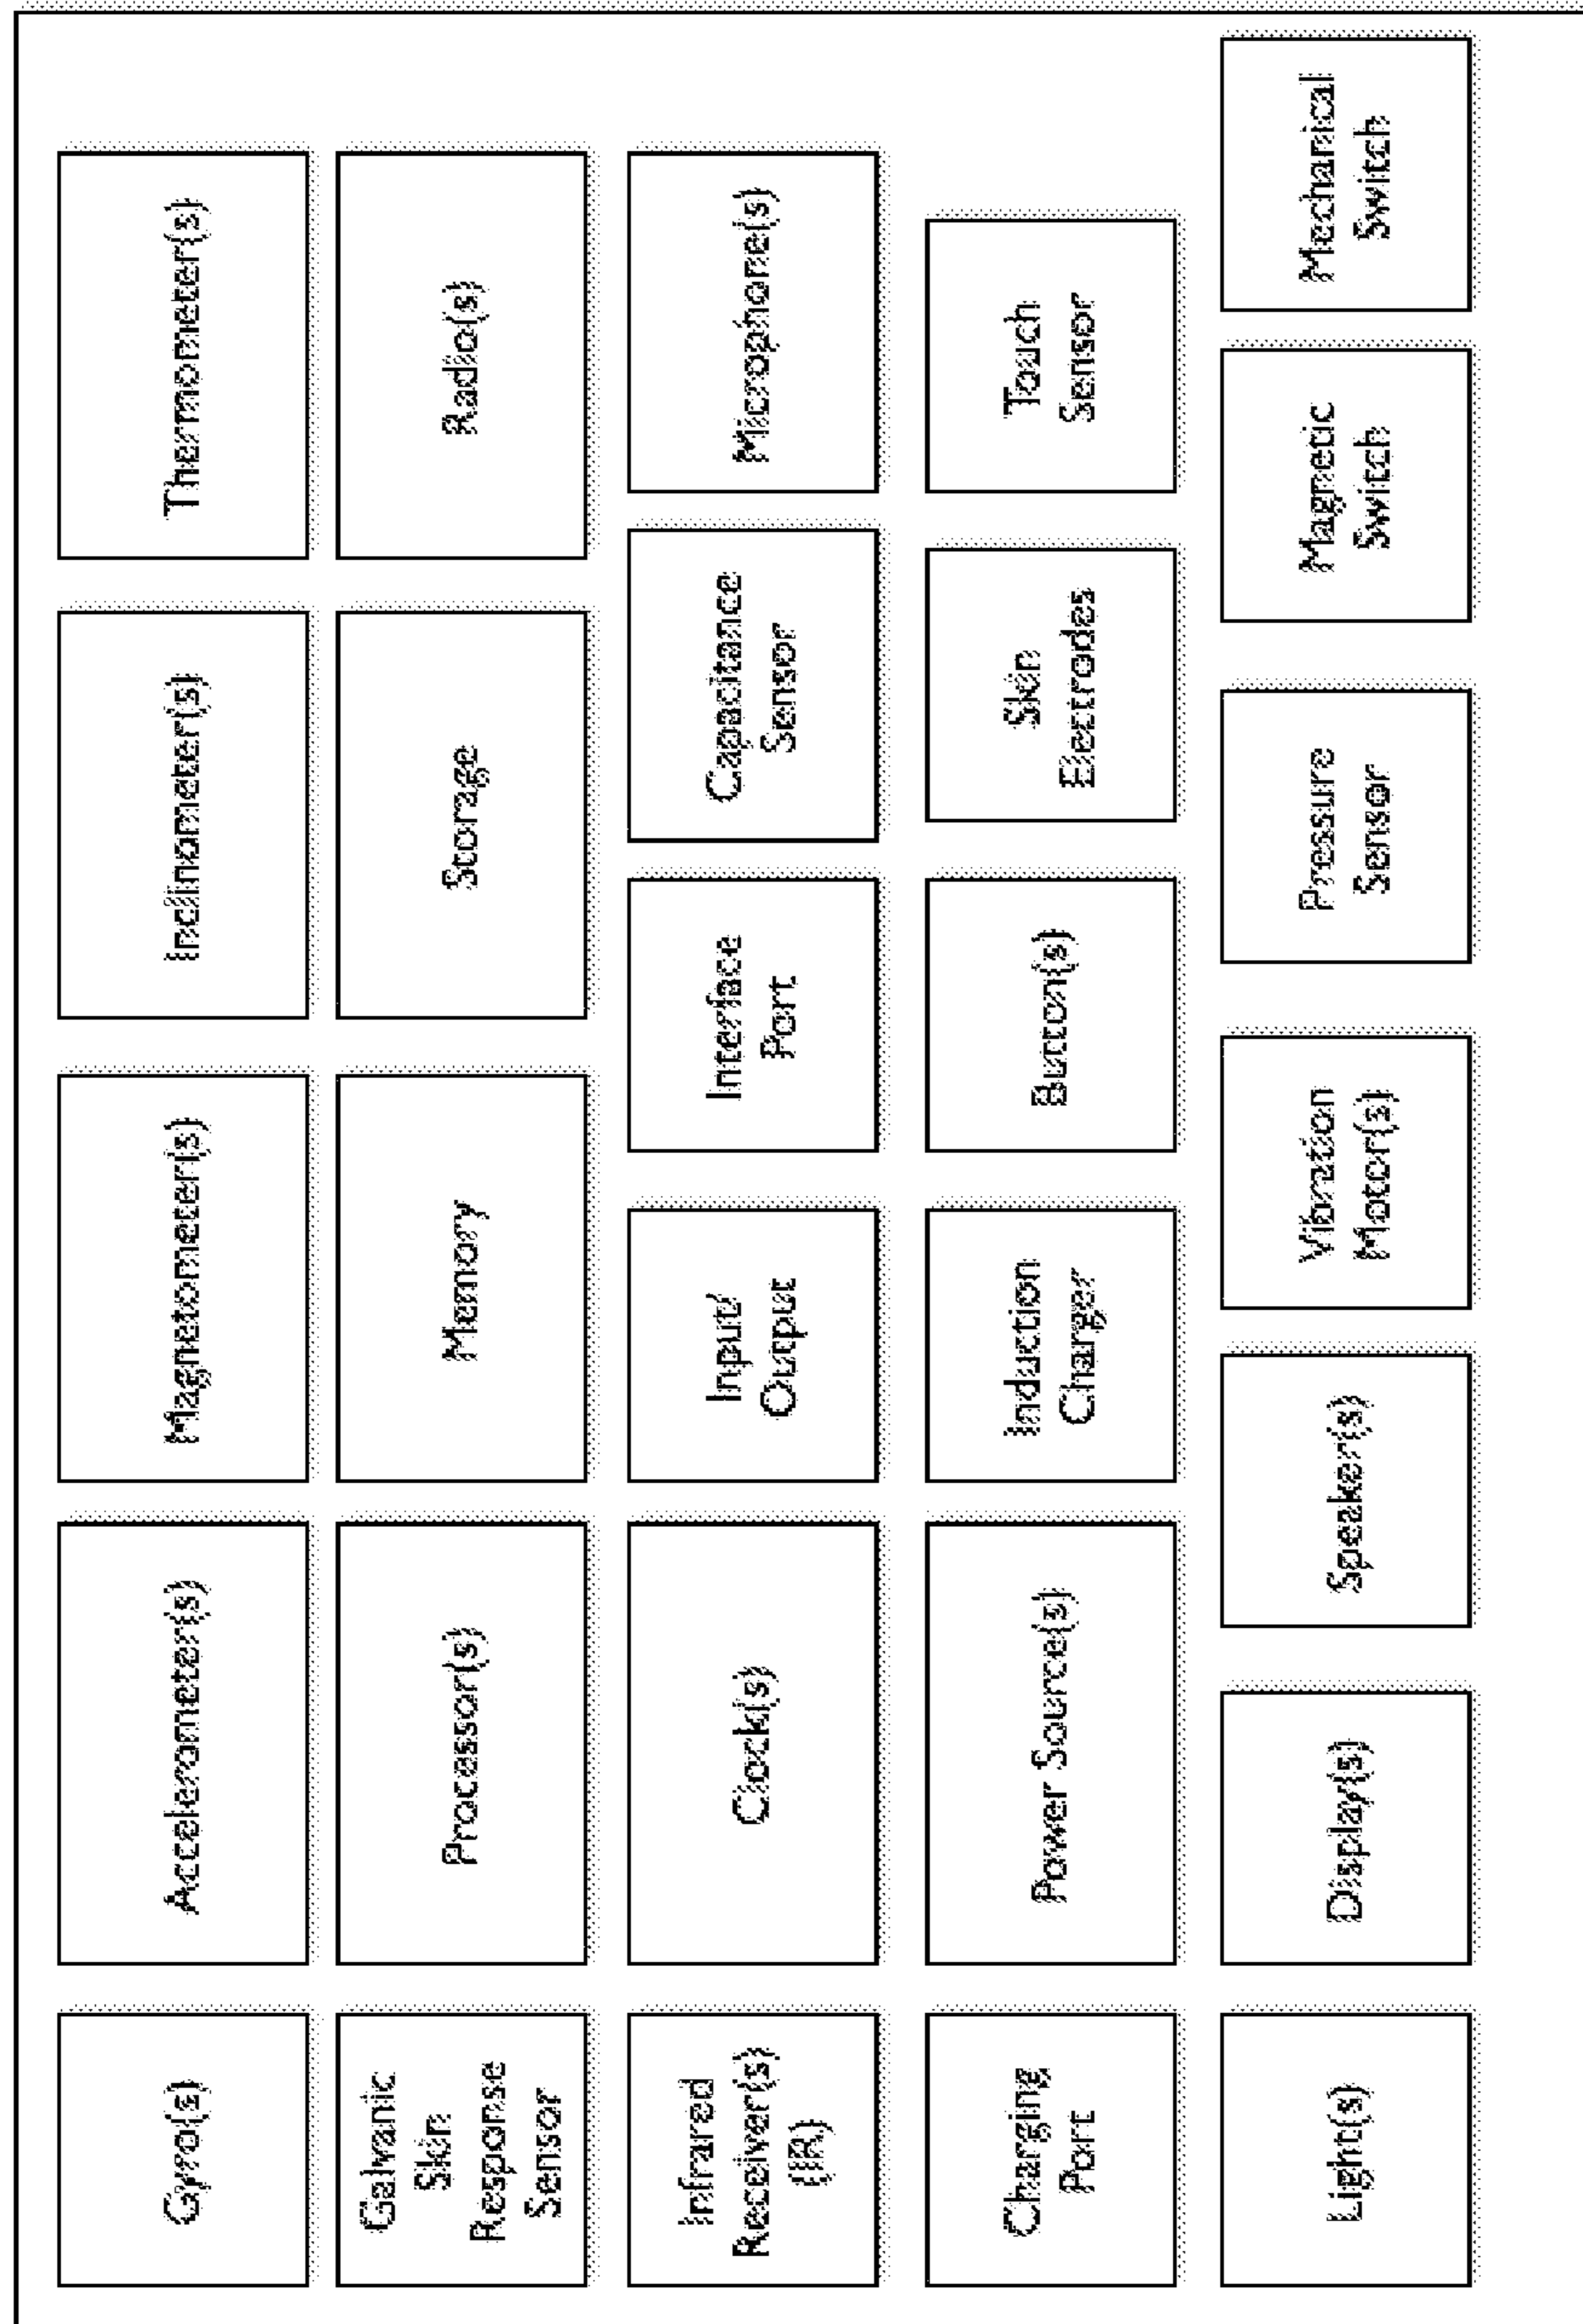 Gyro(s)
Accelerometer(s)
Magnetometer(s)
Inclinometer(s)
Thermometer(s)
Galvanic
Skin
Response
Sensor
Processor(s)
Memory
Storage
Radio(s)
Infrared
Receiver(s)
(IR)
Clock(s)
Input/
Output
Interface
Port
Capacitance
Sensor
Microphone(s)
Charging
Port
Power Source(s)
Induction
Charger
Button(s)
Skin
Electrodes
Touch
Sensor
Light(s)
Display(s)
Speaker(s)
Vibration
Motor(s)
Pressure
Sensor
Magnetic
Switch
Mechanical
Switch